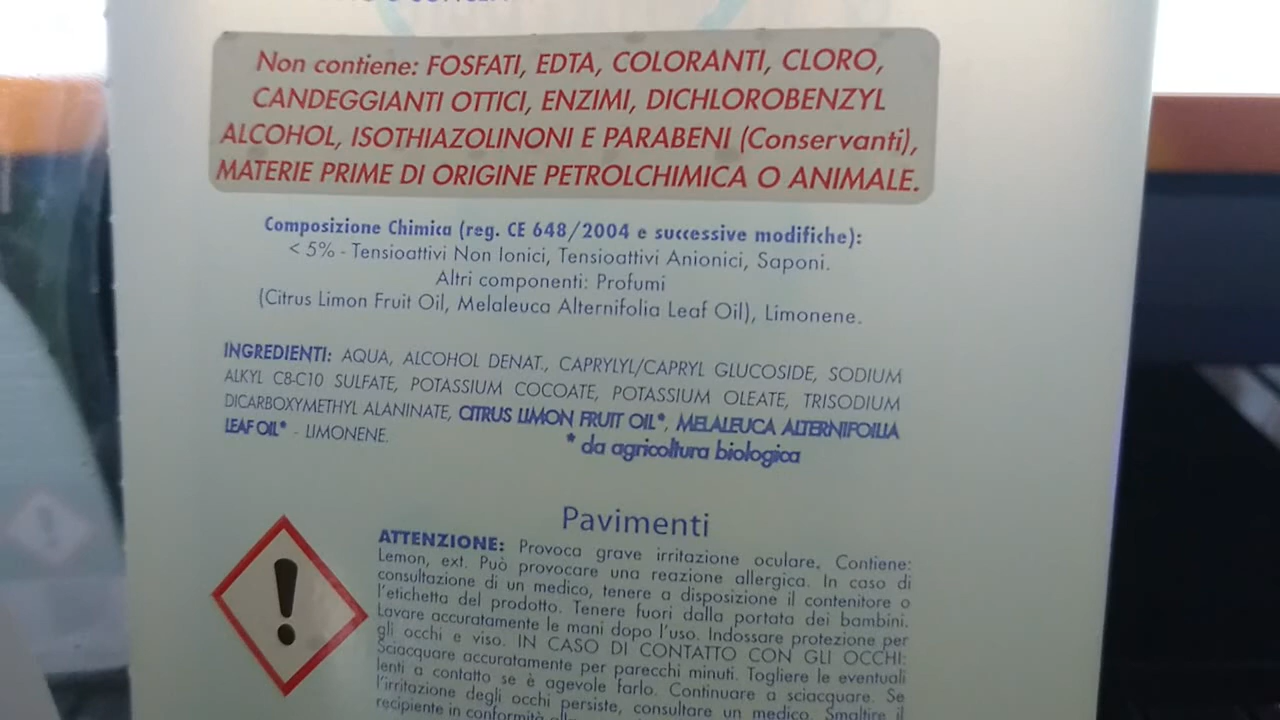 Non contiene: FOSFATI, EDTA, COLORANTI, CLORO,
CANDEGGIANTI OTTICI, ENZIMI, DICHLOROBENZYL
ALCOHOL, ISOTHIAZOLINONI E PARABENI (Conservanti),
MATERIE PRIME DI ORIGINE PETROLCHIMICA O ANIMALE.
Composizione Chimica (reg. CE 648/2004 e successive modifiche):
< 5% - Tensioattivi Non Ionici, Tensioattivi Anionici, Saponi.
Altri componenti: Profumi
(Citrus Limon Fruit Oil, Melaleuca Alternifolia Leaf Oil), Limonene.
INGREDIENTI: AQUA, ALCOHOL DENAT., CAPRYLYL/CAPRYL GLUCOSIDE, SODIUM
ALKYL C8-C10 SULFATE, POTASSIUM COCOATE, POTASSIUM OLEATE, TRISODIUM
DICARBOXYMETHYL ALANINATE, CITRUS LIMON FRUIT OIL*, MELALEUCA ALTERNIFOILIA
LEAF OIL* - LIMONENE.
* da agricoltura biologica
Pavimenti
ATTENZIONE: Provoca grave irritazione oculare. Contiene:
Lemon, ext. Può provocare una reazione allergica. In caso di
consultazione di un medico, tenere a disposizione il contenitore o
l'etichetta del prodotto. Tenere fuori dalla portata dei bambini.
Lavare accuratamente le mani dopo l'uso. Indossare protezione per
gli occhi e viso. IN CASO DI CONTATTO CON GLI OCCHI:
Sciacquare accuratamente per parecchi minuti. Togliere le eventuali
lenti a contatto se è agevole farlo. Continuare a sciacquare. Se
l'irritazione degli occhi persiste, consultare un medico. Smaltire il
recipiente in conformità